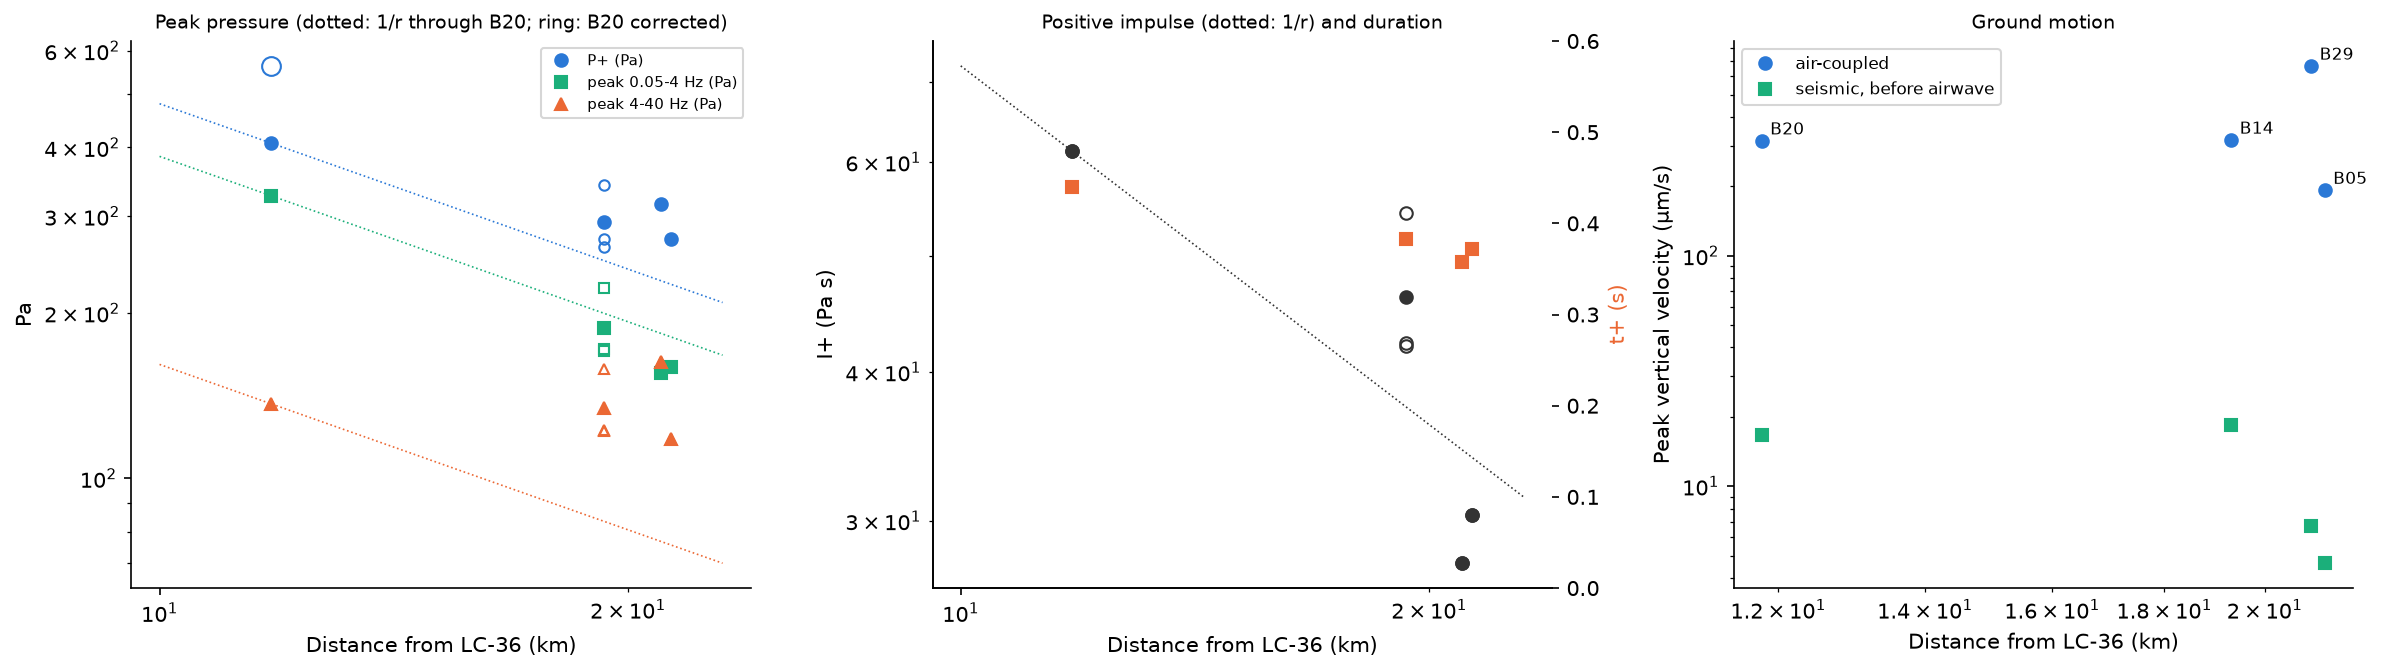 Peak pressure (dotted: 1/r through B20; ring: B20 corrected)
6 × 10²
4 × 10²
3 × 10²
2 × 10²
10²
Pa
P+ (Pa)
peak 0.05-4 Hz (Pa)
peak 4-40 Hz (Pa)
10¹
2 × 10¹
Distance from LC-36 (km)
Positive impulse (dotted: 1/r) and duration
6 × 10¹
4 × 10¹
3 × 10¹
I+ (Pa s)
0.6
0.5
0.4
0.3
0.2
0.1
0.0
t+ (s)
10¹
2 × 10¹
Distance from LC-36 (km)
Ground motion
air-coupled
seismic, before airwave
B29
B20
B14
B05
10²
10¹
Peak vertical velocity (µm/s)
1.2 × 10¹
1.4 × 10¹
1.6 × 10¹
1.8 × 10¹
2 × 10¹
Distance from LC-36 (km)